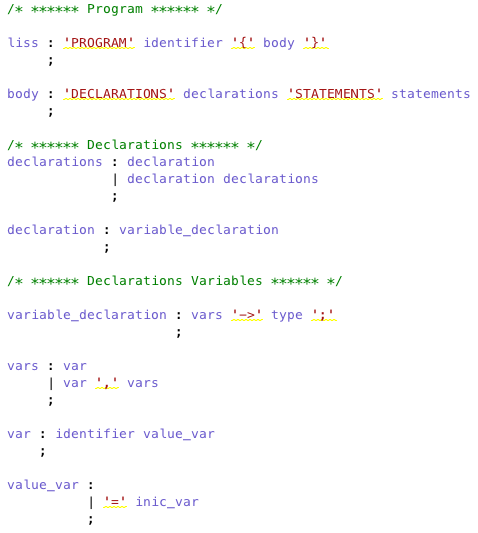 /* ****** Program ****** */
liss : 'PROGRAM' identifier '{' body '}'
;
body : 'DECLARATIONS' declarations 'STATEMENTS' statements
;
/* ****** Declarations ****** */
declarations : declaration
| declaration declarations
;
declaration : variable_declaration
;
/* ****** Declarations Variables ****** */
variable_declaration : vars '->' type ';'
;
vars : var
| var ',' vars
;
var : identifier value_var
;
value_var :
| '=' inic_var
;